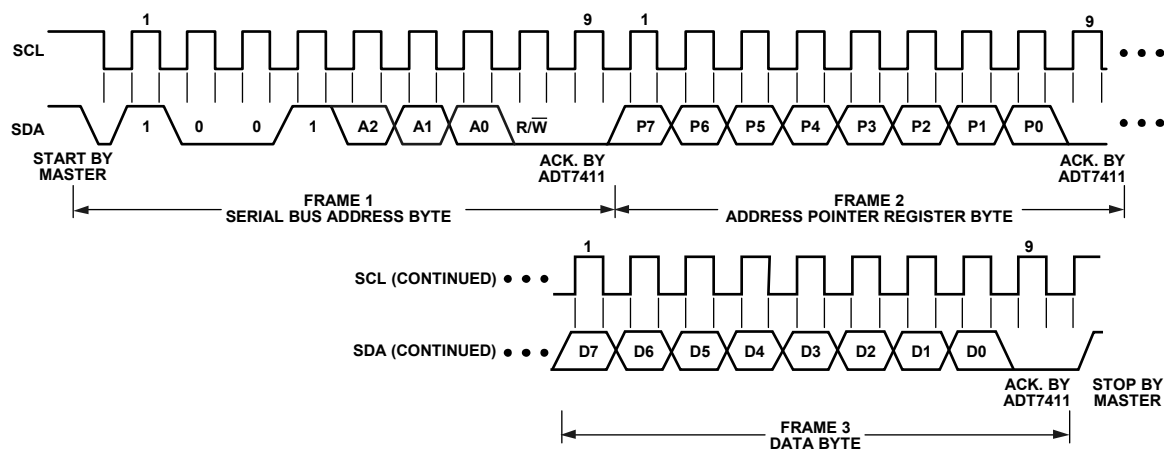 1 9 1 9
SCL
SDA 1 0 0 1 A2 A1 A0 R/W̅ P7 P6 P5 P4 P3 P2 P1 P0
START BY MASTER
ACK. BY ADT7411
ACK. BY ADT7411
FRAME 1
SERIAL BUS ADDRESS BYTE
FRAME 2
ADDRESS POINTER REGISTER BYTE
1 9
SCL (CONTINUED)
SDA (CONTINUED) D7 D6 D5 D4 D3 D2 D1 D0
ACK. BY ADT7411
STOP BY MASTER
FRAME 3
DATA BYTE